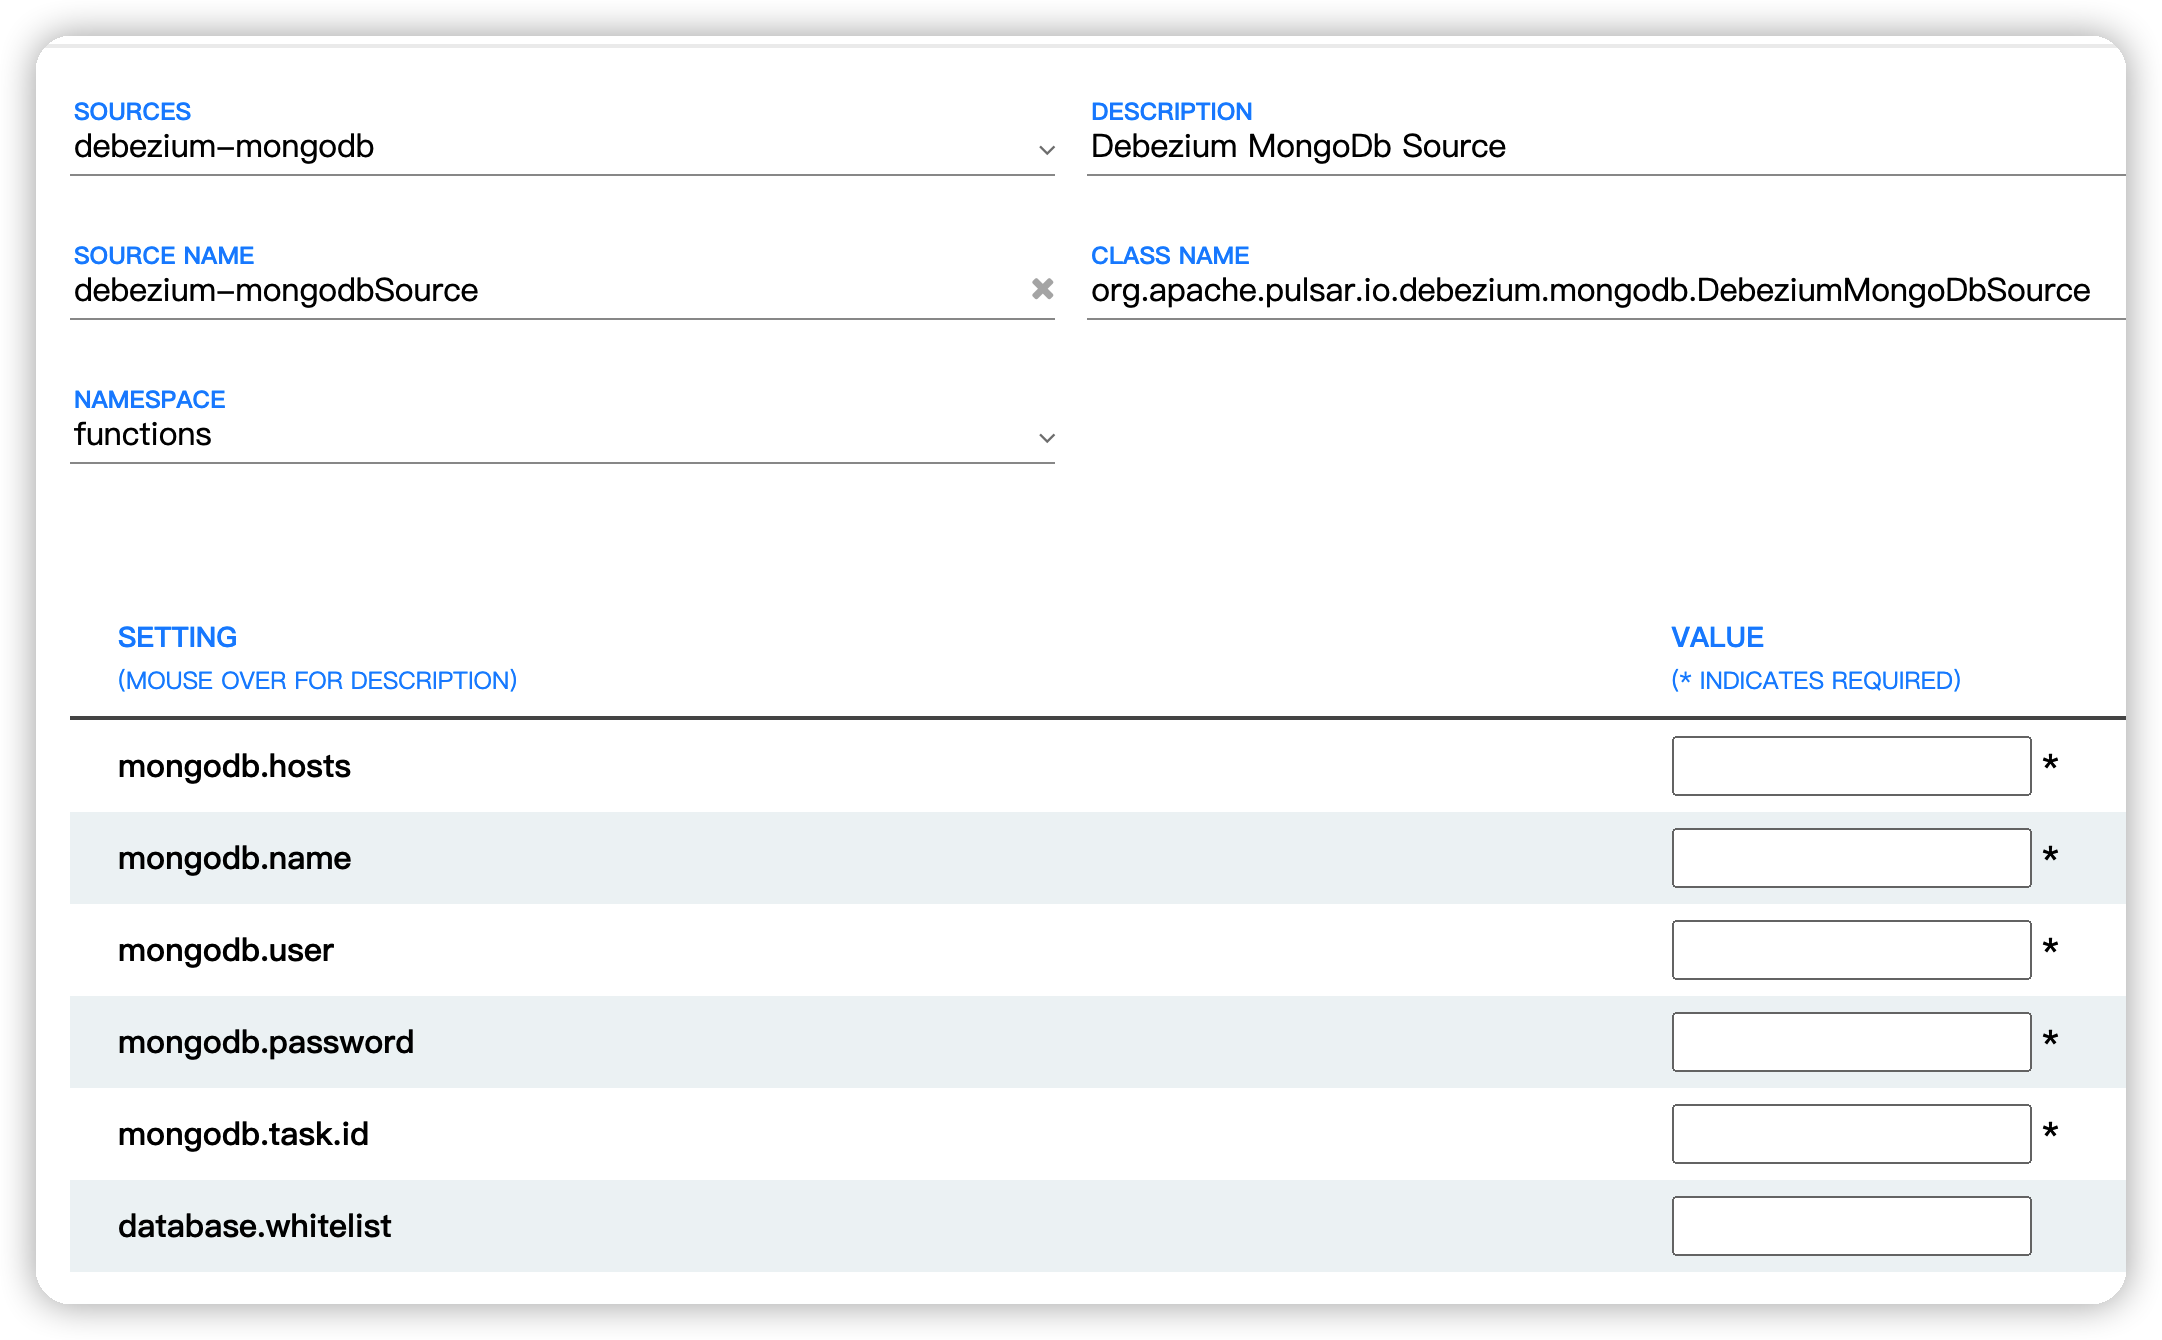 SOURCES
debezium-mongodb
DESCRIPTION
Debezium MongoDb Source
SOURCE NAME
debezium-mongodbSource
CLASS NAME
org.apache.pulsar.io.debezium.mongodb.DebeziumMongoDbSource
NAMESPACE
functions
SETTING
(MOUSE OVER FOR DESCRIPTION)
VALUE
(* INDICATES REQUIRED)
mongodb.hosts *
mongodb.name *
mongodb.user *
mongodb.password *
mongodb.task.id *
database.whitelist